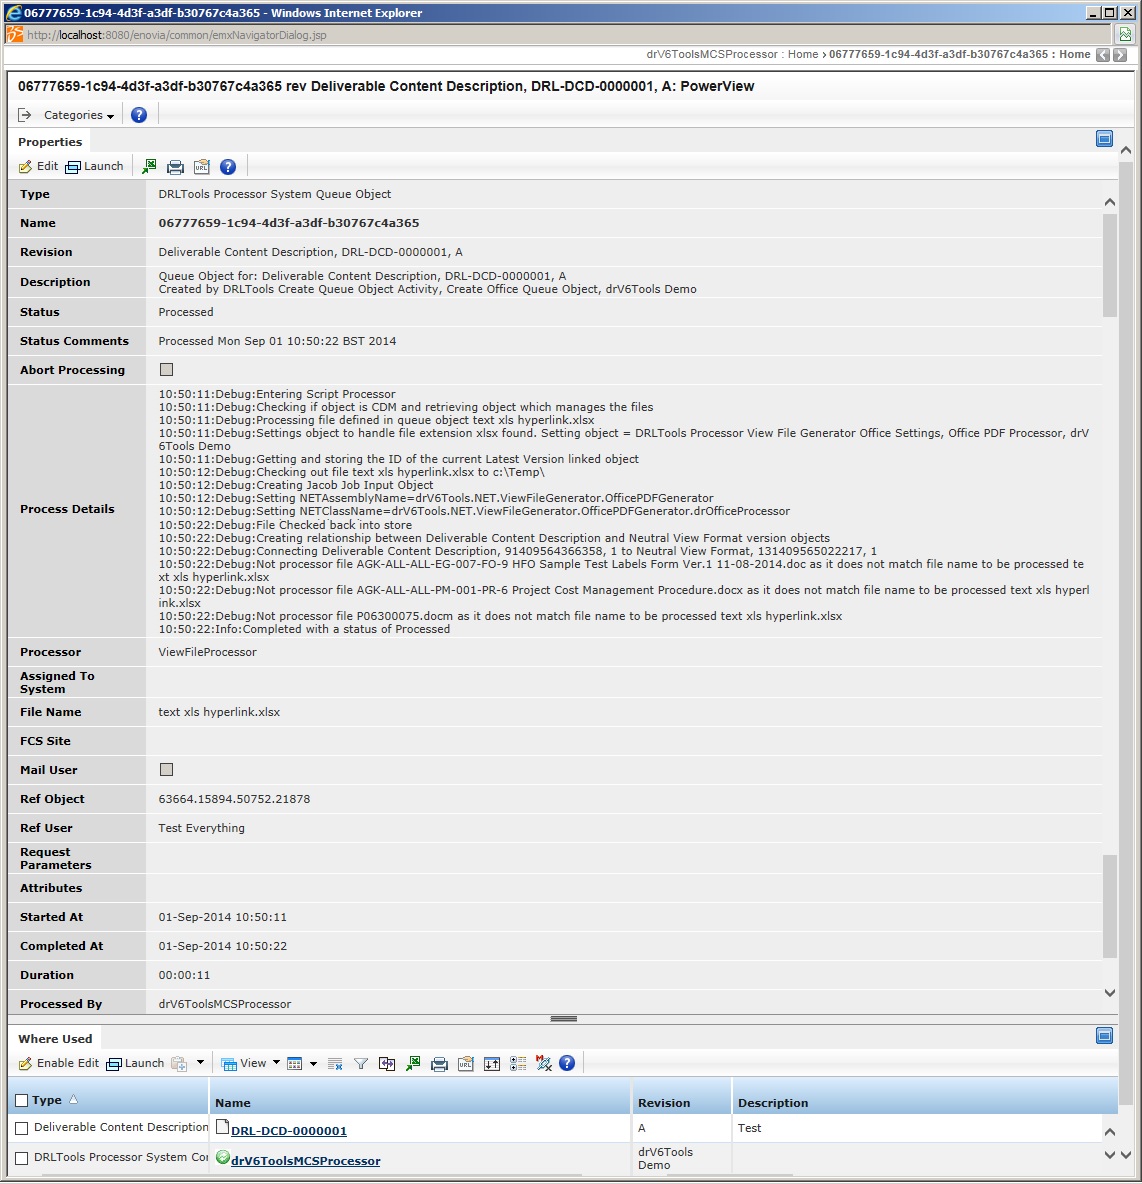 06777659-1c94-4d3f-a3df-b30767c4a365 - Windows Internet Explorer
http://localhost:8080/enovia/common/emxNavigatorDialog.jsp
drV6ToolsMCSProcessor : Home › 06777659-1c94-4d3f-a3df-b30767c4a365 : Home
06777659-1c94-4d3f-a3df-b30767c4a365 rev Deliverable Content Description, DRL-DCD-0000001, A: PowerView
Categories
Properties
Edit Launch
Type DRLTools Processor System Queue Object
Name 06777659-1c94-4d3f-a3df-b30767c4a365
Revision Deliverable Content Description, DRL-DCD-0000001, A
Description Queue Object for: Deliverable Content Description, DRL-DCD-0000001, A
Created by DRLTools Create Queue Object Activity, Create Office Queue Object, drV6Tools Demo
Status Processed
Status Comments Processed Mon Sep 01 10:50:22 BST 2014
Abort Processing
Process Details
10:50:11:Debug:Entering Script Processor
10:50:11:Debug:Checking if object is CDM and retrieving object which manages the files
10:50:11:Debug:Processing file defined in queue object text xls hyperlink.xlsx
10:50:11:Debug:Settings object to handle file extension xlsx found. Setting object = DRLTools Processor View File Generator Office Settings, Office PDF Processor, drV
6Tools Demo
10:50:11:Debug:Getting and storing the ID of the current Latest Version linked object
10:50:12:Debug:Checking out file text xls hyperlink.xlsx to c:\Temp\
10:50:12:Debug:Creating Jacob Job Input Object
10:50:12:Debug:Setting NETAssemblyName=drV6Tools.NET.ViewFileGenerator.OfficePDFGenerator
10:50:12:Debug:Setting NETClassName=drV6Tools.NET.ViewFileGenerator.OfficePDFGenerator.drOfficeProcessor
10:50:22:Debug:File Checked back into store
10:50:22:Debug:Creating relationship between Deliverable Content Description and Neutral View Format version objects
10:50:22:Debug:Connecting Deliverable Content Description, 91409564366358, 1 to Neutral View Format, 131409565022217, 1
10:50:22:Debug:Not processor file AGK-ALL-ALL-EG-007-FO-9 HFO Sample Test Labels Form Ver.1 11-08-2014.doc as it does not match file name to be processed te
xt xls hyperlink.xlsx
10:50:22:Debug:Not processor file AGK-ALL-ALL-PM-001-PR-6 Project Cost Management Procedure.docx as it does not match file name to be processed text xls hyperl
ink.xlsx
10:50:22:Debug:Not processor file P06300075.docm as it does not match file name to be processed text xls hyperlink.xlsx
10:50:22:Info:Completed with a status of Processed
Processor ViewFileProcessor
Assigned To
System
File Name text xls hyperlink.xlsx
FCS Site
Mail User
Ref Object 63664.15894.50752.21878
Ref User Test Everything
Request
Parameters
Attributes
Started At 01-Sep-2014 10:50:11
Completed At 01-Sep-2014 10:50:22
Duration 00:00:11
Processed By drV6ToolsMCSProcessor
Where Used
Enable Edit Launch View
Type Name Revision Description
Deliverable Content Description DRL-DCD-0000001 A Test
DRLTools Processor System Cor drV6ToolsMCSProcessor drV6Tools
Demo